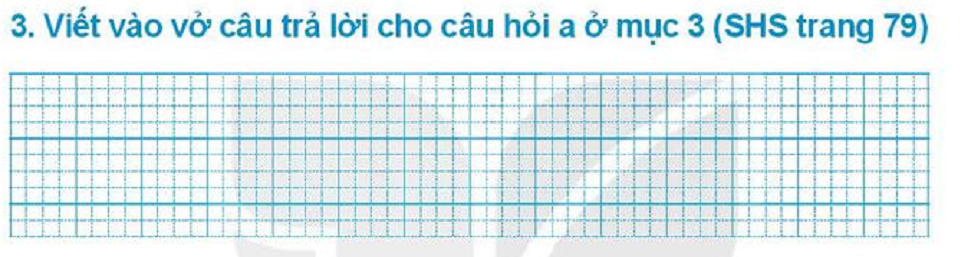 3. Viết vào vở câu trả lời cho câu hỏi a ở mục 3 (SHS trang 79)